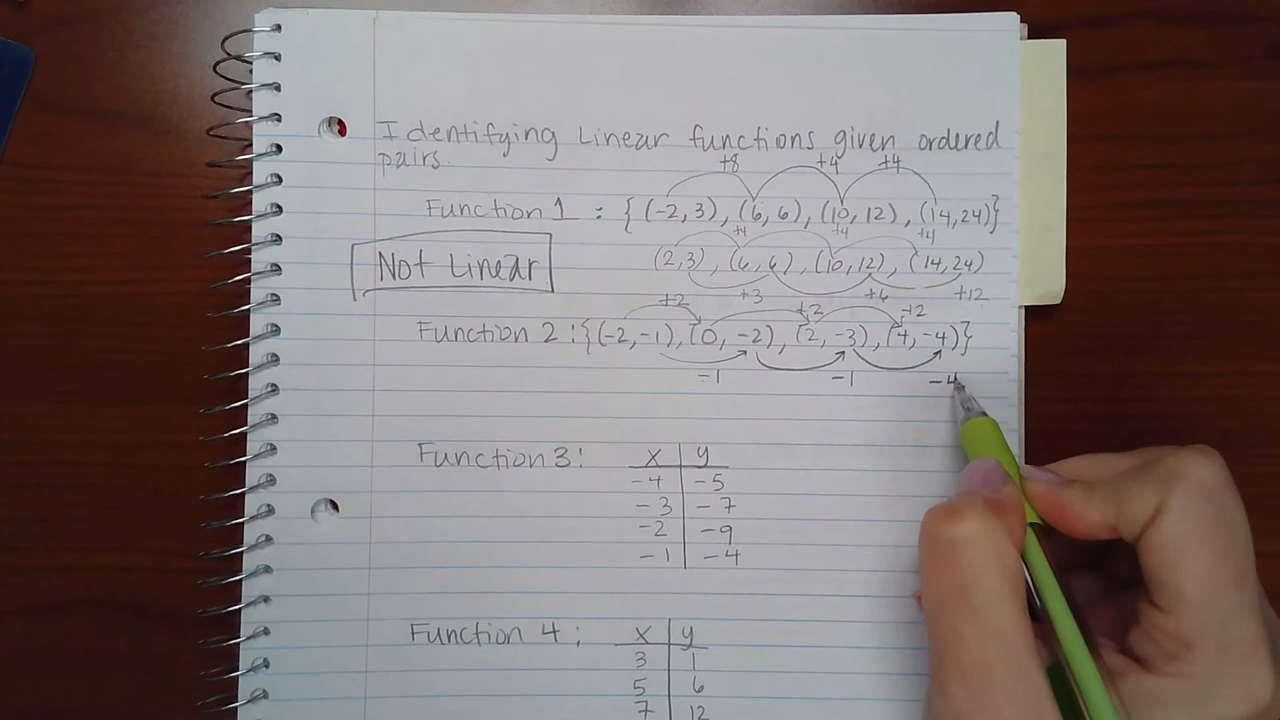 Identifying Linear functions given ordered
pairs.
+8 +4 +4
Function 1 : {(-2,3), (6,6), (10,12), (14,24)}
+4 +4 +4
Not Linear
(2,3), (6,6), (10,12), (14,24)
+3 +6 +12
+2 +2 +2
Function 2 : {(-2,-1), (0,-2), (2,-3), (4,-4)}
-1 -1 -4
Function 3: x y
-4 -5
-3 -7
-2 -9
-1 -4
Function 4: x y
3 1
5 6
7 12